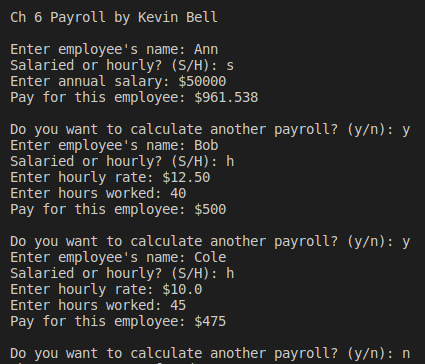 Ch 6 Payroll by Kevin Bell
Enter employee's name: Ann
Salaried or hourly? (S/H): s
Enter annual salary: $50000
Pay for this employee: $961.538
Do you want to calculate another payroll? (y/n): y
Enter employee's name: Bob
Salaried or hourly? (S/H): h
Enter hourly rate: $12.50
Enter hours worked: 40
Pay for this employee: $500
Do you want to calculate another payroll? (y/n): y
Enter employee's name: Cole
Salaried or hourly? (S/H): h
Enter hourly rate: $10.0
Enter hours worked: 45
Pay for this employee: $475
Do you want to calculate another payroll? (y/n): n